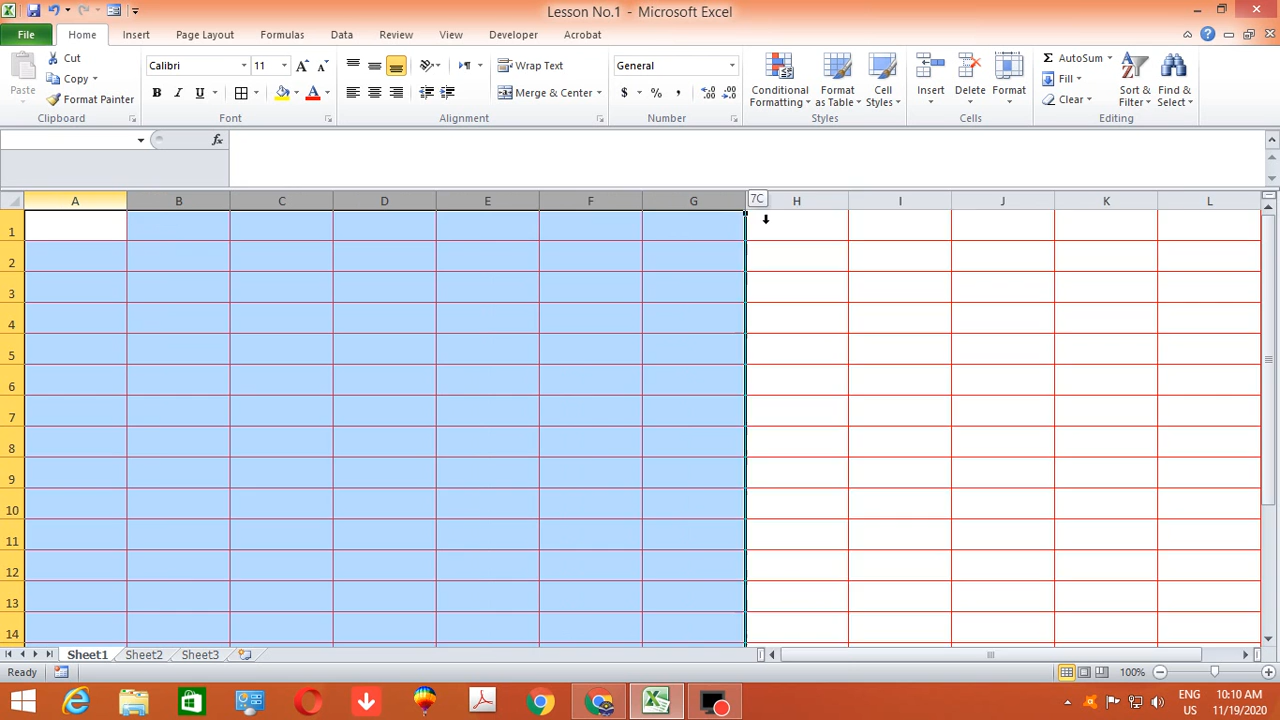 Lesson No.1 - Microsoft Excel
File Home Insert Page Layout Formulas Data Review View Developer Acrobat
Paste
Cut
Copy
Format Painter
Clipboard
Calibri 11
B I U A
Font
Wrap Text
Merge & Center
Alignment
General
$ % ,
Number
Conditional Formatting
Format as Table
Cell Styles
Styles
Insert Delete Format
Cells
Σ AutoSum
Fill
Clear
Sort & Filter
Find & Select
Editing
fx
A B C D E F G 7C H I J K L
1
2
3
4
5
6
7
8
9
10
11
12
13
14
Sheet1 Sheet2 Sheet3
Ready 100%
ENG 10:10 AM
US 11/19/2020